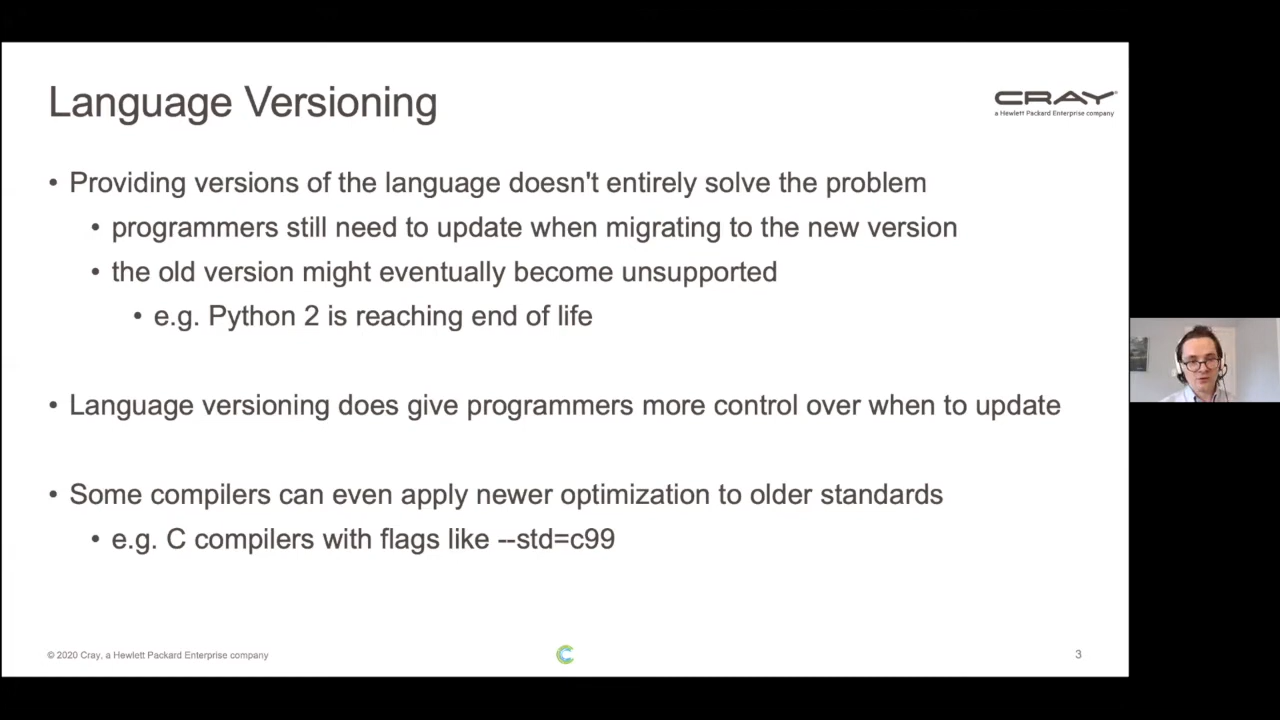 Language Versioning
CRAY
a Hewlett Packard Enterprise company
• Providing versions of the language doesn't entirely solve the problem
• programmers still need to update when migrating to the new version
• the old version might eventually become unsupported
• e.g. Python 2 is reaching end of life
• Language versioning does give programmers more control over when to update
• Some compilers can even apply newer optimization to older standards
• e.g. C compilers with flags like --std=c99
© 2020 Cray, a Hewlett Packard Enterprise company
3